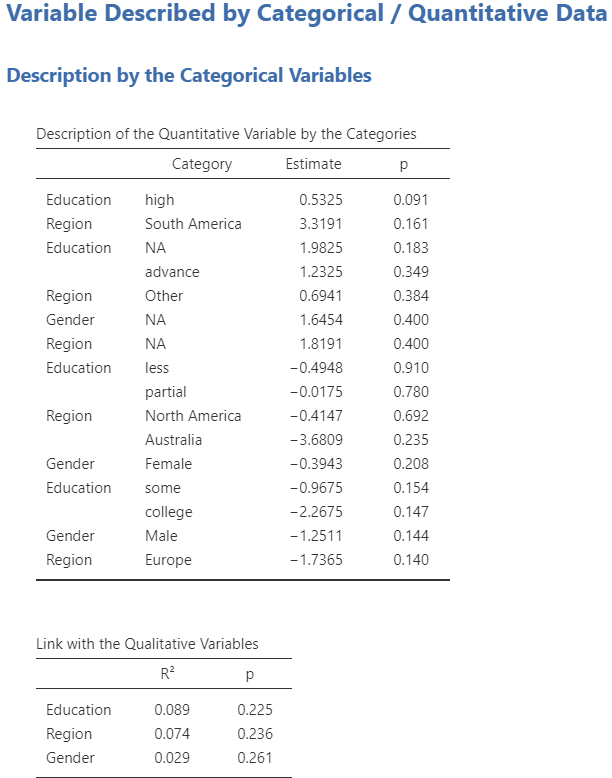 Variable Described by Categorical / Quantitative Data
Description by the Categorical Variables
Description of the Quantitative Variable by the Categories
Category Estimate p
Education high 0.5325 0.091
Region South America 3.3191 0.161
Education NA 1.9825 0.183
advance 1.2325 0.349
Region Other 0.6941 0.384
Gender NA 1.6454 0.400
Region NA 1.8191 0.400
Education less −0.4948 0.910
partial −0.0175 0.780
Region North America −0.4147 0.692
Australia −3.6809 0.235
Gender Female −0.3943 0.208
Education some −0.9675 0.154
college −2.2675 0.147
Gender Male −1.2511 0.144
Region Europe −1.7365 0.140
Link with the Qualitative Variables
R² p
Education 0.089 0.225
Region 0.074 0.236
Gender 0.029 0.261